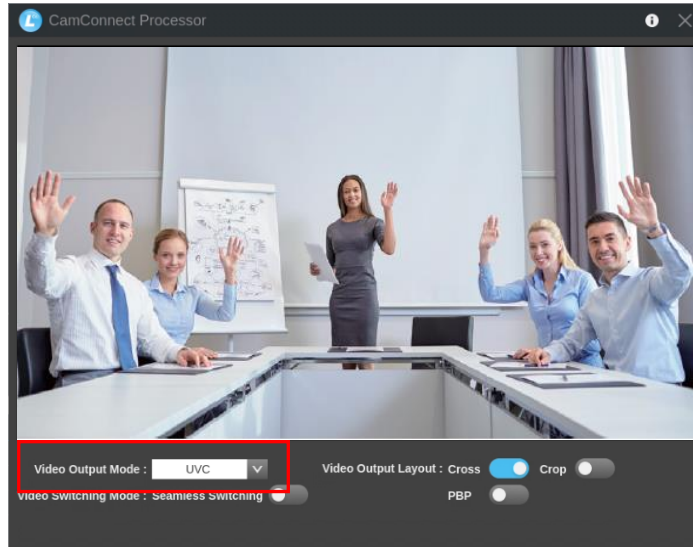 CamConnect Processor
Video Output Mode : UVC Video Output Layout : Cross Crop
Video Switching Mode : Seamless Switching PBP